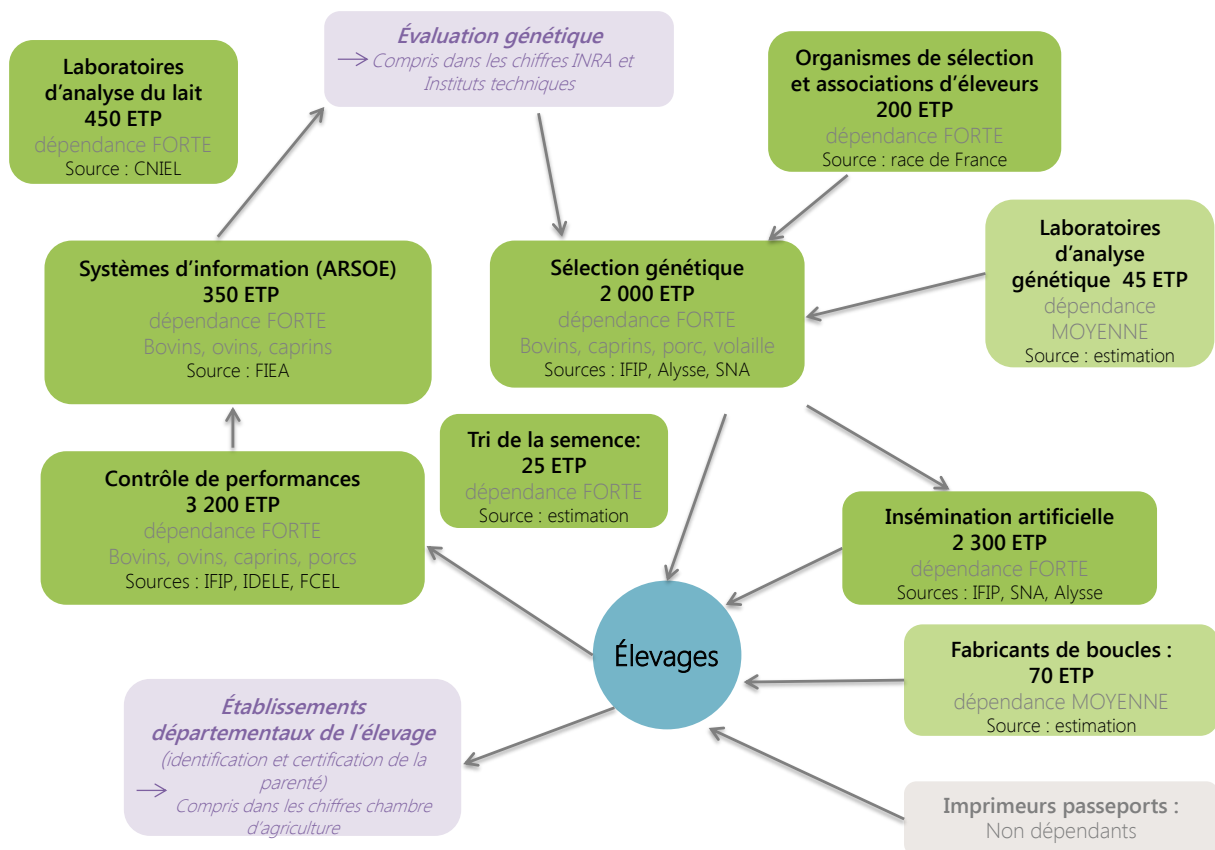 Évaluation génétique
→ Compris dans les chiffres INRA et
Instituts techniques
Laboratoires
d'analyse du lait
450 ETP
dépendance FORTE
Source : CNIEL
Organismes de sélection
et associations d'éleveurs
200 ETP
dépendance FORTE
Source : race de France
Laboratoires
d'analyse
génétique 45 ETP
dépendance
MOYENNE
Source : estimation
Systèmes d'information (ARSOE)
350 ETP
dépendance FORTE
Bovins, ovins, caprins
Source : FIEA
Sélection génétique
2 000 ETP
dépendance FORTE
Bovins, caprins, porc, volaille
Sources : IFIP, Alysse, SNA
Tri de la semence:
25 ETP
dépendance FORTE
Source : estimation
Contrôle de performances
3 200 ETP
dépendance FORTE
Bovins, ovins, caprins, porcs
Sources : IFIP, IDELE, FCEL
Insémination artificielle
2 300 ETP
dépendance FORTE
Sources : IFIP, SNA, Alysse
Élevages
Fabricants de boucles :
70 ETP
dépendance MOYENNE
Source : estimation
Établissements
départementaux de l'élevage
(identification et certification de la
parenté)
→ Compris dans les chiffres chambre
d'agriculture
Imprimeurs passeports :
Non dépendants